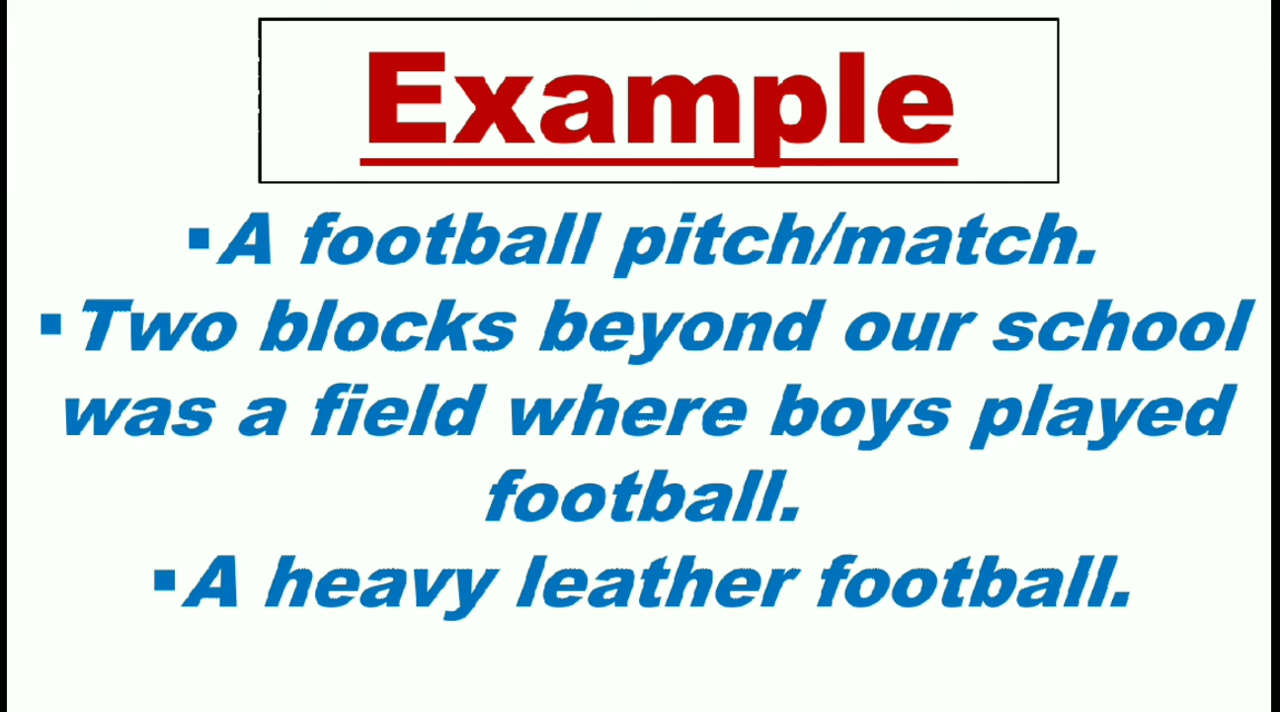 Example
▪A football pitch/match.
▪Two blocks beyond our school
was a field where boys played
football.
▪A heavy leather football.